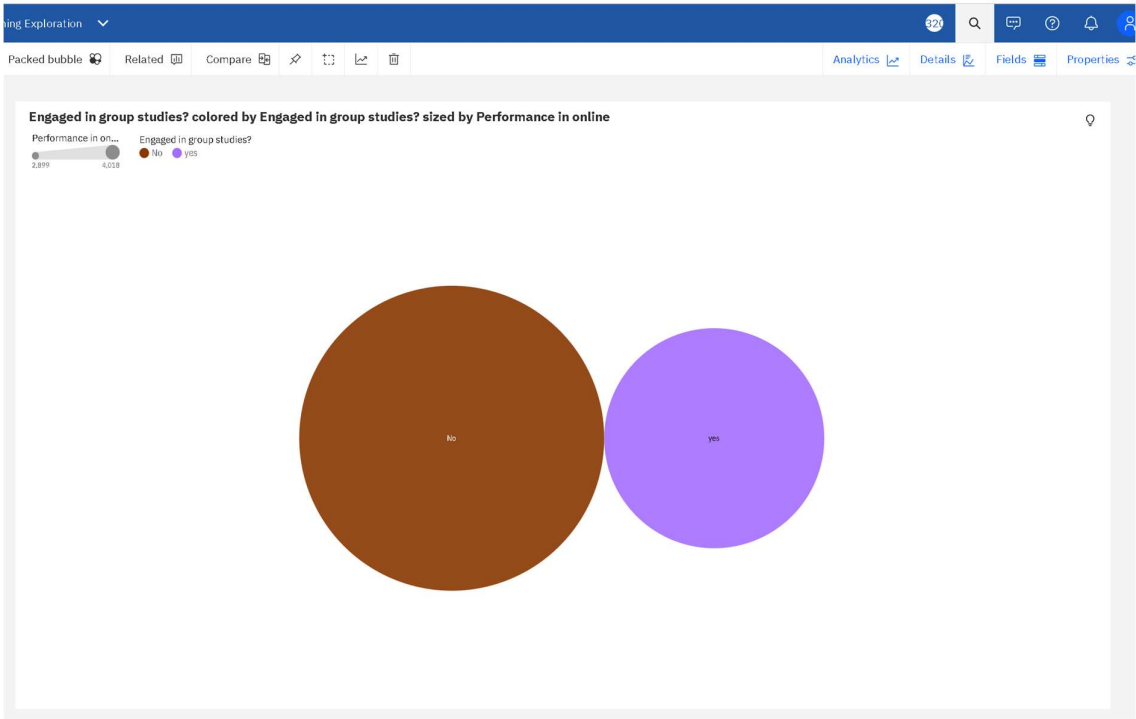 ning Exploration
320
Packed bubble Related Compare Analytics Details Fields Properties
Engaged in group studies? colored by Engaged in group studies? sized by Performance in online
Performance in on... Engaged in group studies?
No yes
2,899 4,018
No yes